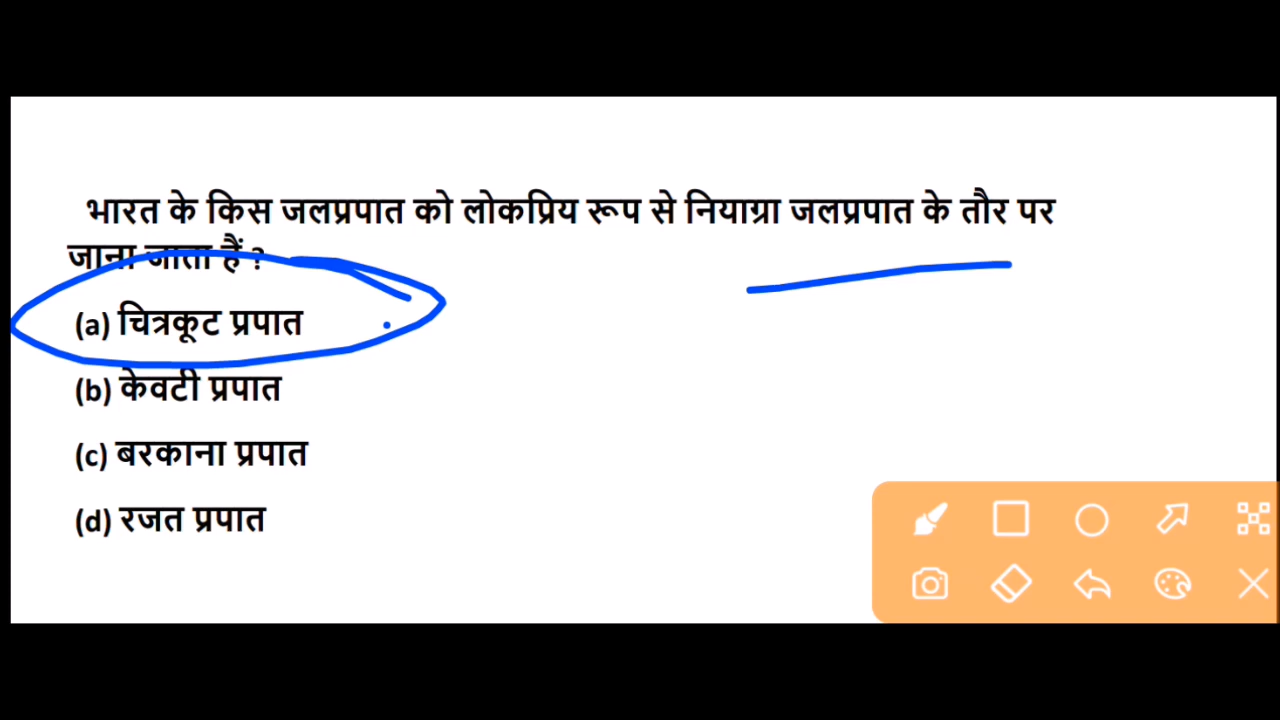 भारत के किस जलप्रपात को लोकप्रिय रूप से नियाग्रा जलप्रपात के तौर पर
जाना जाता हैं ?
(a) चित्रकूट प्रपात
(b) केवटी प्रपात
(c) बरकाना प्रपात
(d) रजत प्रपात